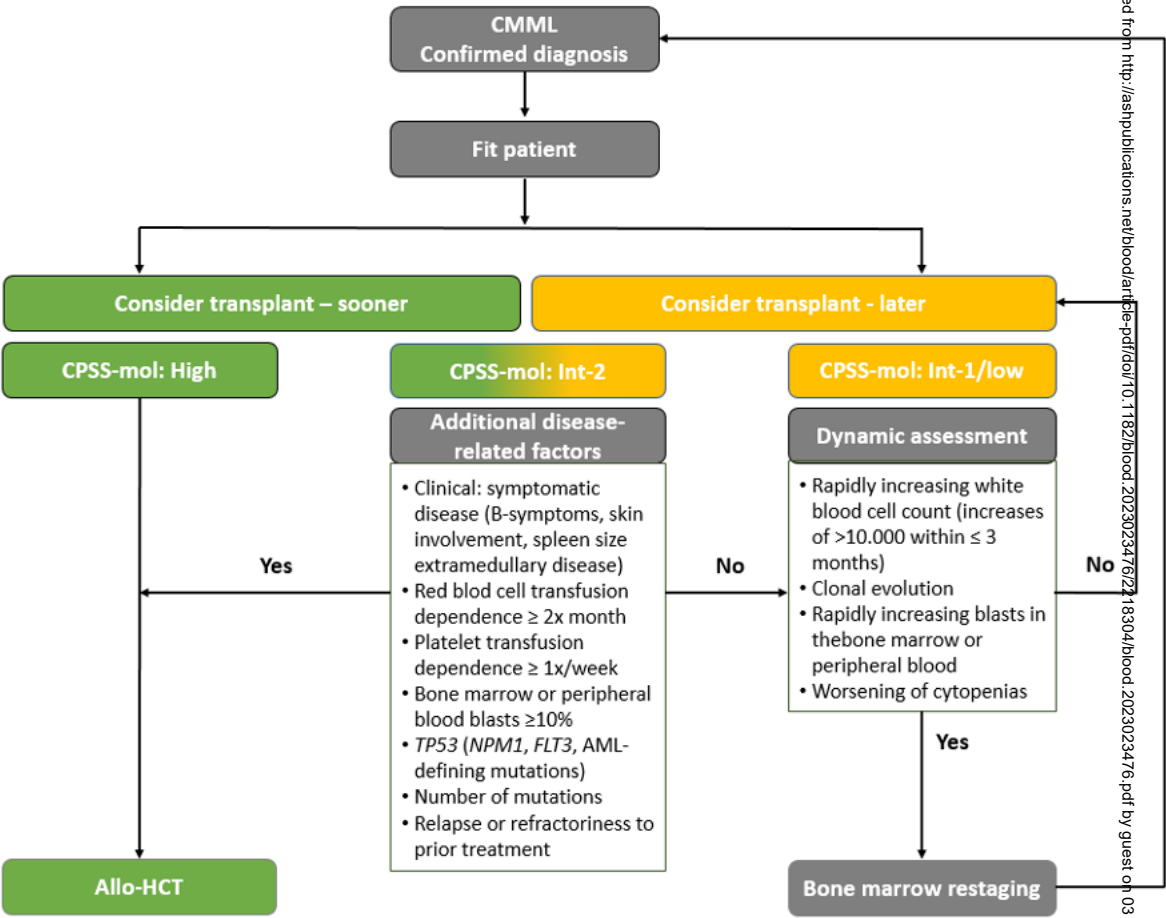 CMML
Confirmed diagnosis
Fit patient
Consider transplant – sooner
Consider transplant - later
CPSS-mol: High
CPSS-mol: Int-2
CPSS-mol: Int-1/low
Additional disease-
related factors
• Clinical: symptomatic
disease (B-symptoms, skin
involvement, spleen size
extramedullary disease)
• Red blod cell transfusion
dependence ≥ 2x month
• Platelet transfusion
dependence ≥ 1x/week
• Bone marrow or peripheral
blood blasts ≥10%
• TP53 (NPM1, FLT3, AML-
defining mutations)
• Number of mutations
• Relapse or refractoriness to
prior treatment
Dynamic assessment
• Rapidly increasing white
blood cell count (increases
of >10.000 within ≤ 3
months)
• Clonal evolution
• Rapidly increasing blasts in
thebone marrow or
peripheral blood
• Worsening of cytopenias
Yes
No
No
Yes
Allo-HCT
Bone marrow restaging
ed from http://ashpublications.net/blood/article-pdf/doi/10.1182/blood.2023023476/2218304/blood.2023023476.pdf by guest on 03